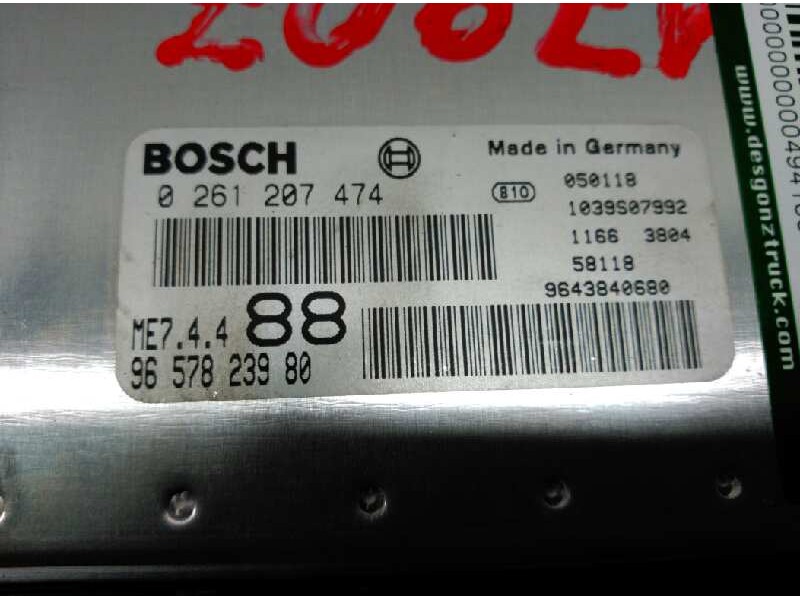 BOSCH
Made in Germany
0 261 207 474
810
050118
1039S07992
1166 3804
58118
9643840680
ME7.4.4 88
96 578 239 80
www.desgonztruck.com